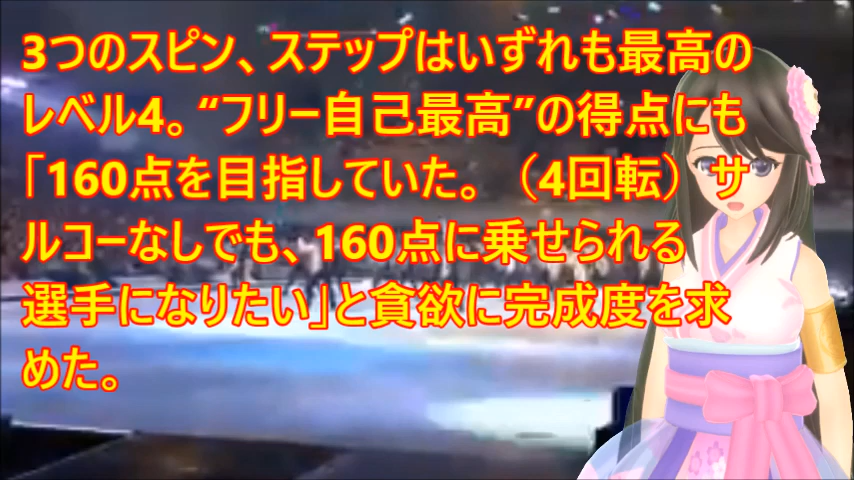 3つのスピン、ステップはいずれも最高の
レベル4。“フリー自己最高”の得点にも
「160点を目指していた。（4回転）サ
ルコーなしでも、160点に乗せられる
選手になりたい」と貪欲に完成度を求
めた。